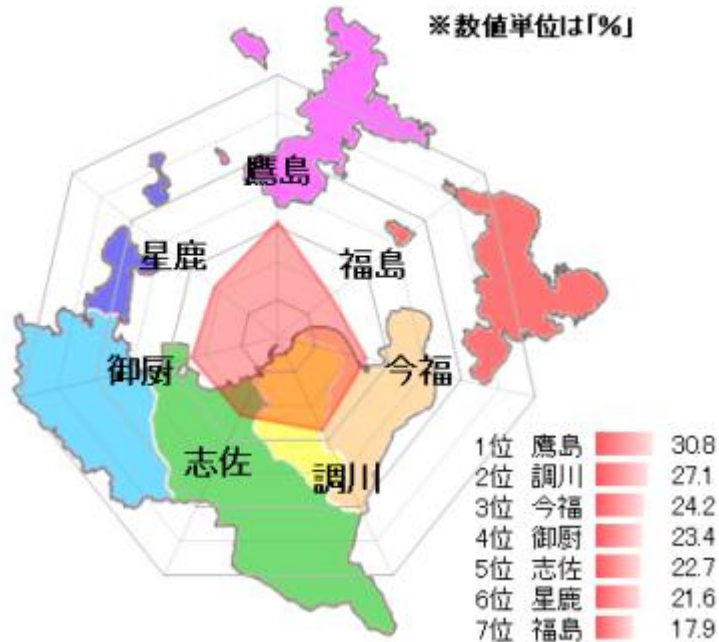 ※数値単位は「%」
鷹島
星鹿
福島
御厨
今福
志佐
調川
1位 鷹島 30.8
2位 調川 27.1
3位 今福 24.2
4位 御厨 23.4
5位 志佐 22.7
6位 星鹿 21.6
7位 福島 17.9